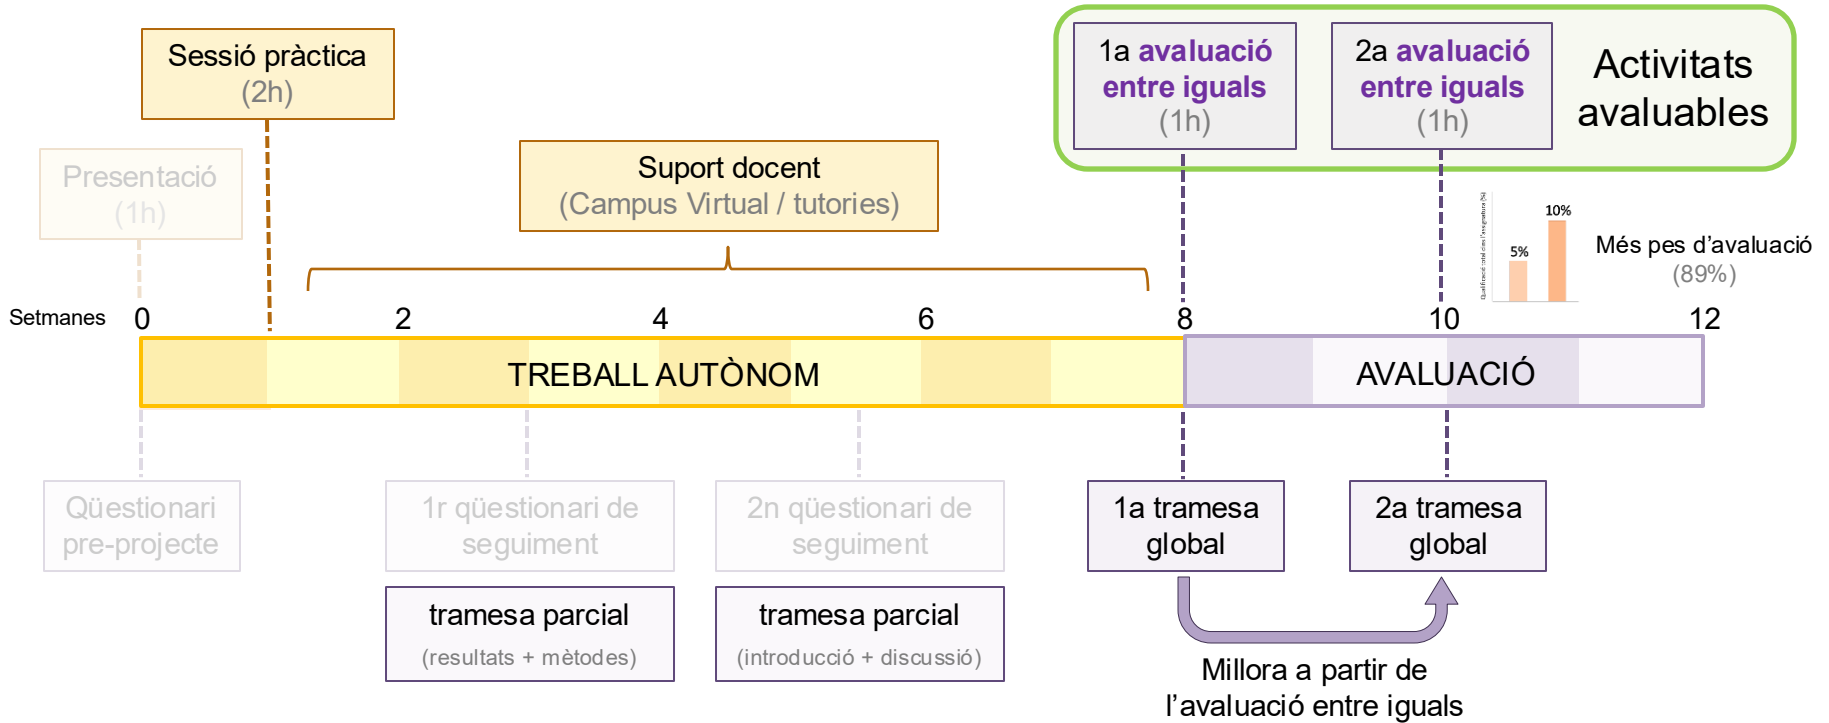 Sessió pràctica
(2h)
1a avaluació
entre iguals
(1h)
2a avaluació
entre iguals
(1h)
Activitats
avaluables
Presentació
(1h)
Suport docent
(Campus Virtual / tutories)
Qualificació total
5%
10%
Més pes d’avaluació
(89%)
Setmanes
0
2
4
6
8
10
12
TREBALL AUTÒNOM
AVALUACIÓ
Qüestionari
pre-projecte
1r qüestionari de
seguiment
2n qüestionari de
seguiment
1a tramesa
global
2a tramesa
global
tramesa parcial
(resultats + mètodes)
tramesa parcial
(introducció + discussió)
Millora a partir de
l’avaluació entre iguals